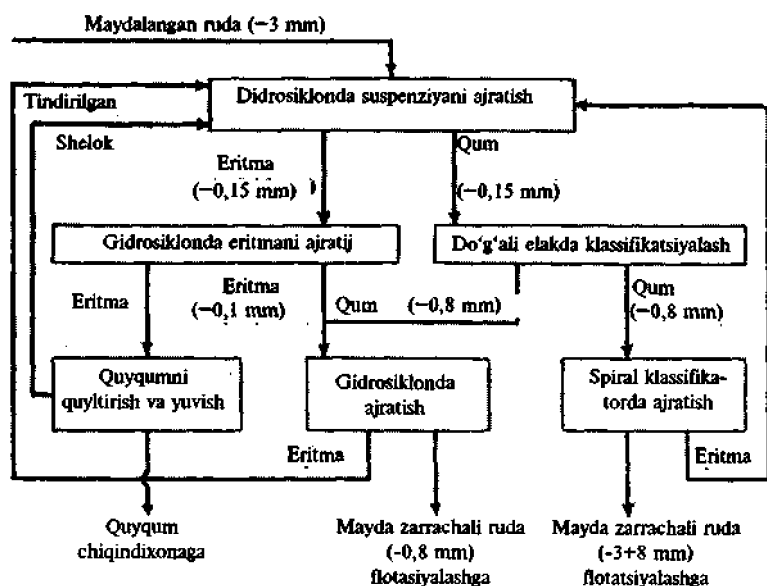 Maydalangan ruda (−3 mm)
Didrosiklonda suspenziyani ajratish
Tindirilgan
Shelok
Eritma
(−0,15 mm)
Qum
(−0,15 mm)
Gidrosiklonda eritmani ajratij
Do‘g‘ali elakda klassifikatsiyalash
Eritma
Eritma
(−0,1 mm)
Qum (−0,8 mm)
Qum
(−0,8 mm)
Quyqumni
quyltirish va yuvish
Gidrosiklonda
ajratish
Spiral klassifika-
torda ajratish
Eritma
Eritma
Quyqum
chiqindixonaga
Mayda zarrachali ruda
(-0,8 mm)
flotasiyalashga
Mayda zarrachali ruda
(-3+8 mm)
flotatsiyalashga